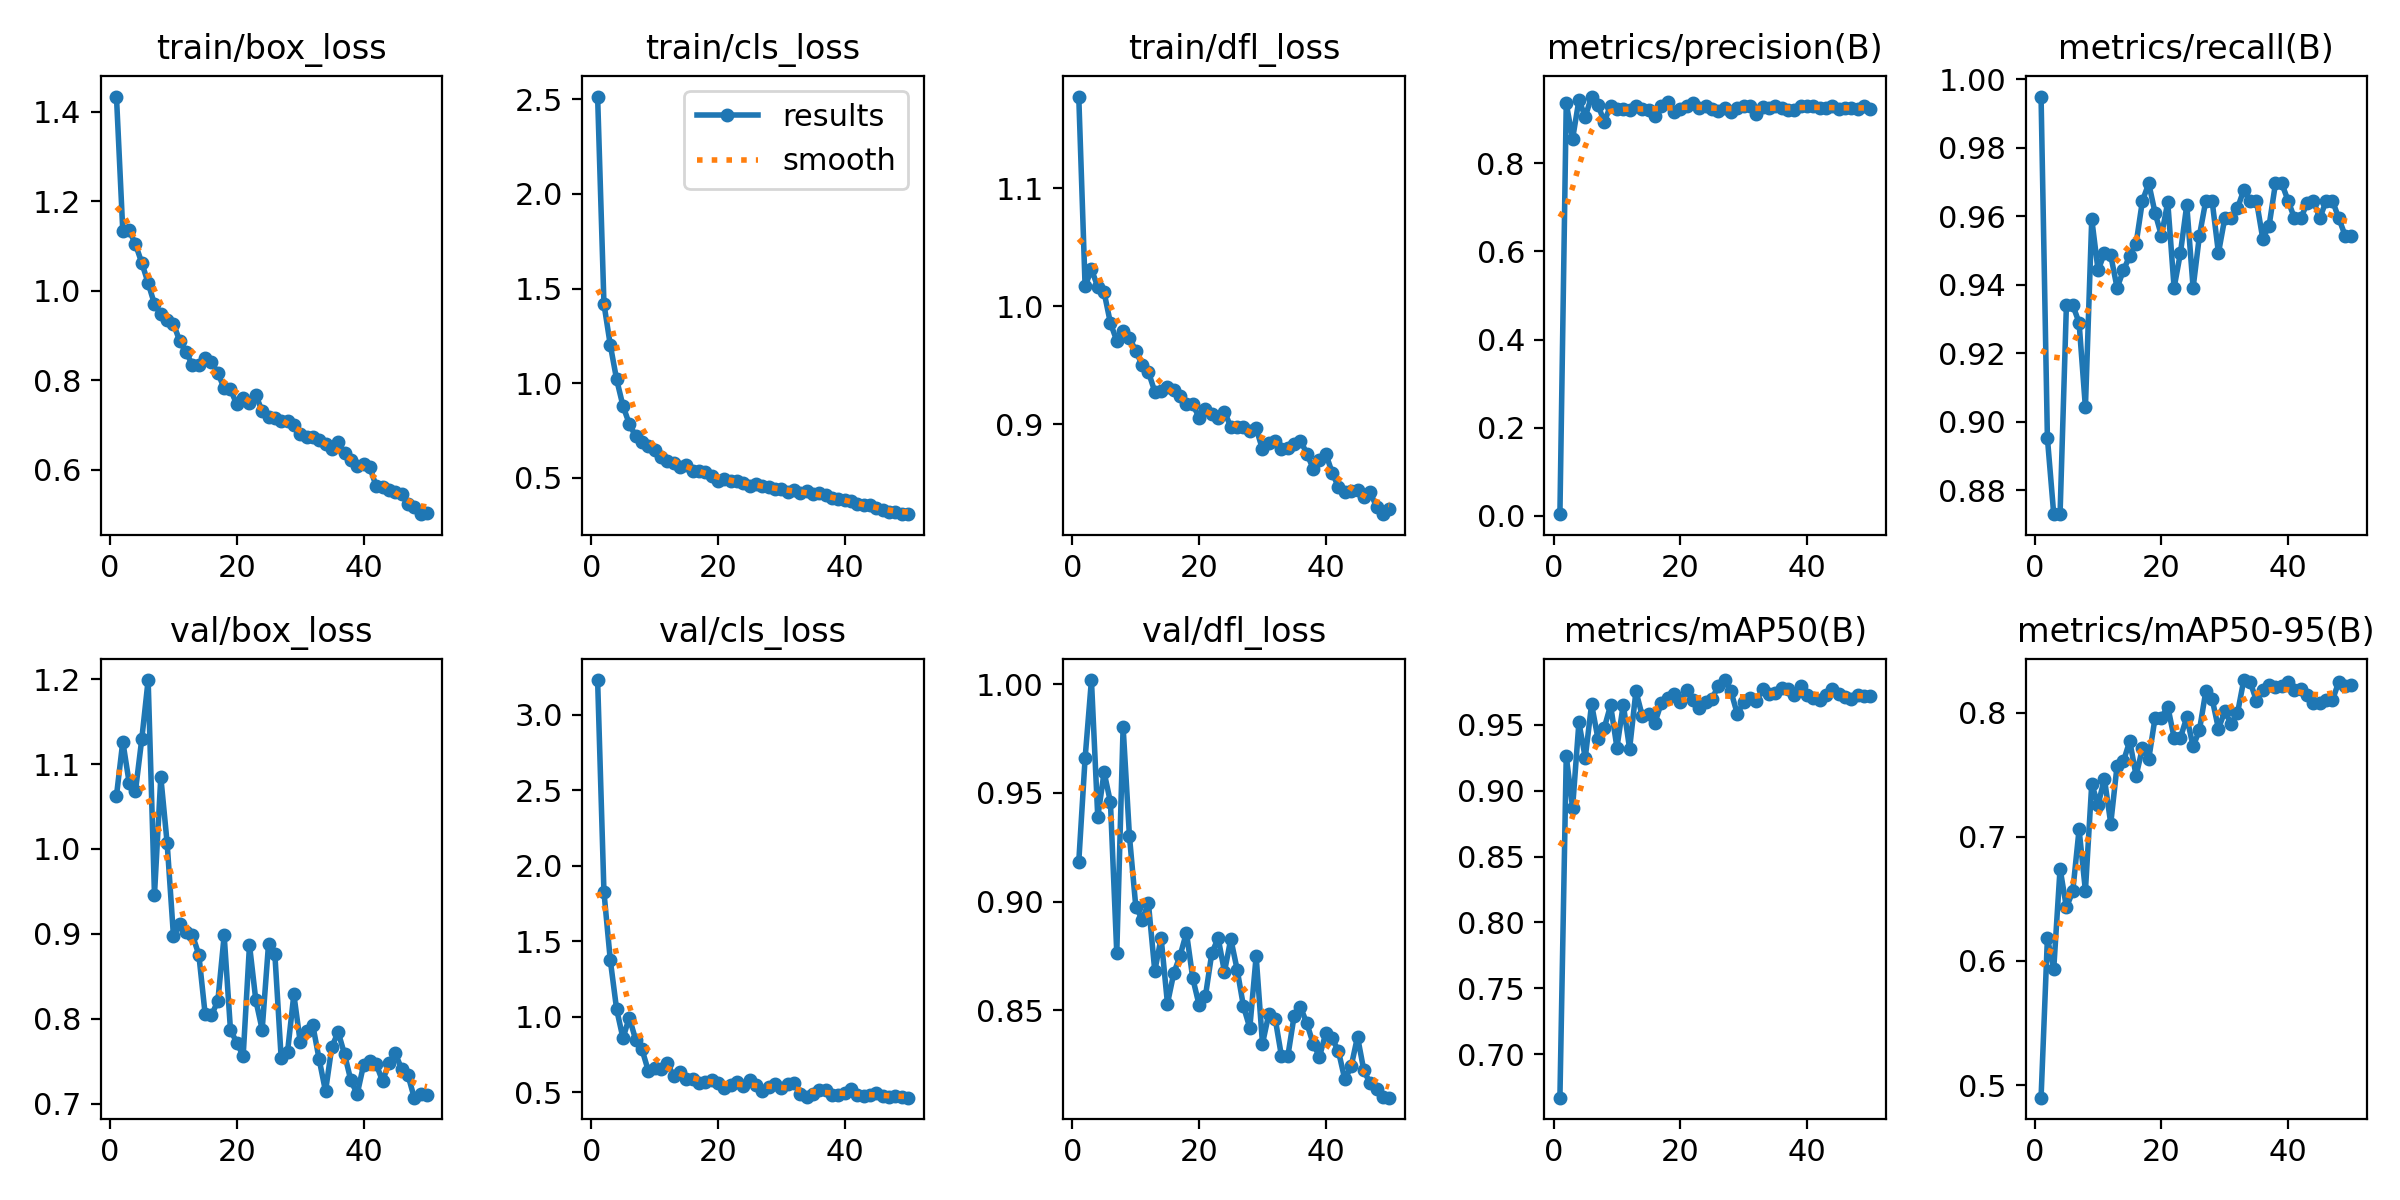 train/box_loss
1.4
1.2
1.0
0.8
0.6
0 20 40
train/cls_loss
results
smooth
2.5
2.0
1.5
1.0
0.5
0 20 40
train/dfl_loss
1.1
1.0
0.9
0 20 40
metrics/precision(B)
0.8
0.6
0.4
0.2
0.0
0 20 40
metrics/recall(B)
1.00
0.98
0.96
0.94
0.92
0.90
0.88
0 20 40
val/box_loss
1.2
1.1
1.0
0.9
0.8
0.7
0 20 40
val/cls_loss
3.0
2.5
2.0
1.5
1.0
0.5
0 20 40
val/dfl_loss
1.00
0.95
0.90
0.85
0 20 40
metrics/mAP50(B)
0.95
0.90
0.85
0.80
0.75
0.70
0 20 40
metrics/mAP50-95(B)
0.8
0.7
0.6
0.5
0 20 40